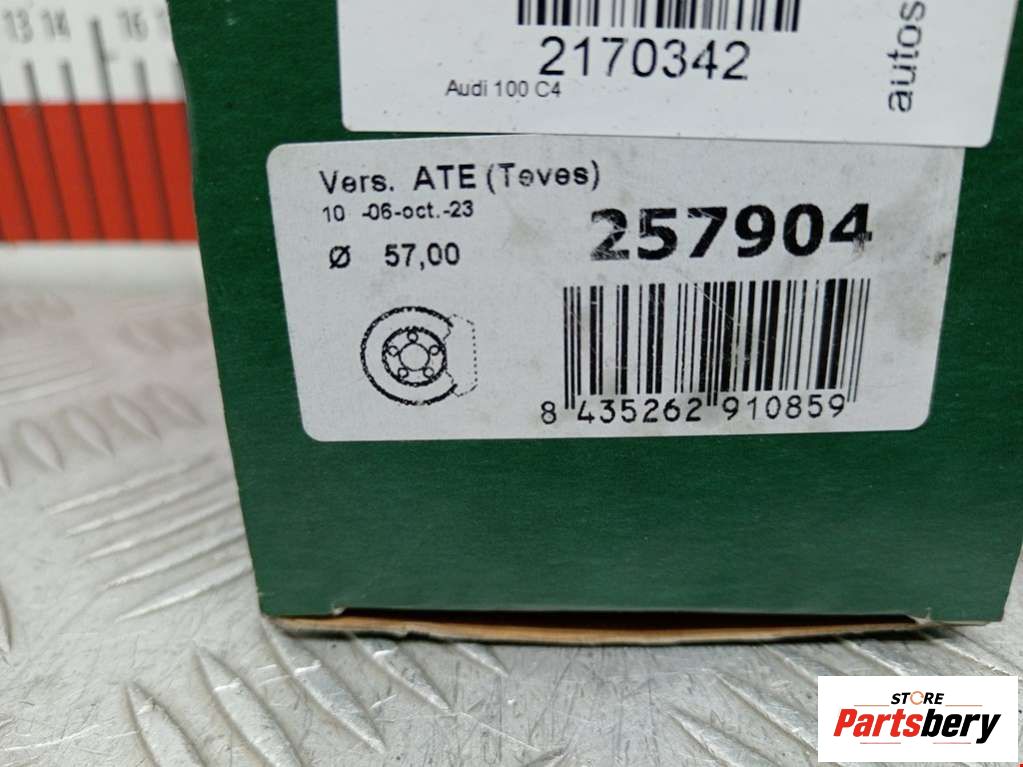 13 14 16
2170342
Audi 100 C4
autos
Vers. ATE (Teves)
10 -06-oct.-23
257904
Ø 57,00
8 435262 910859
STORE
Partsbery